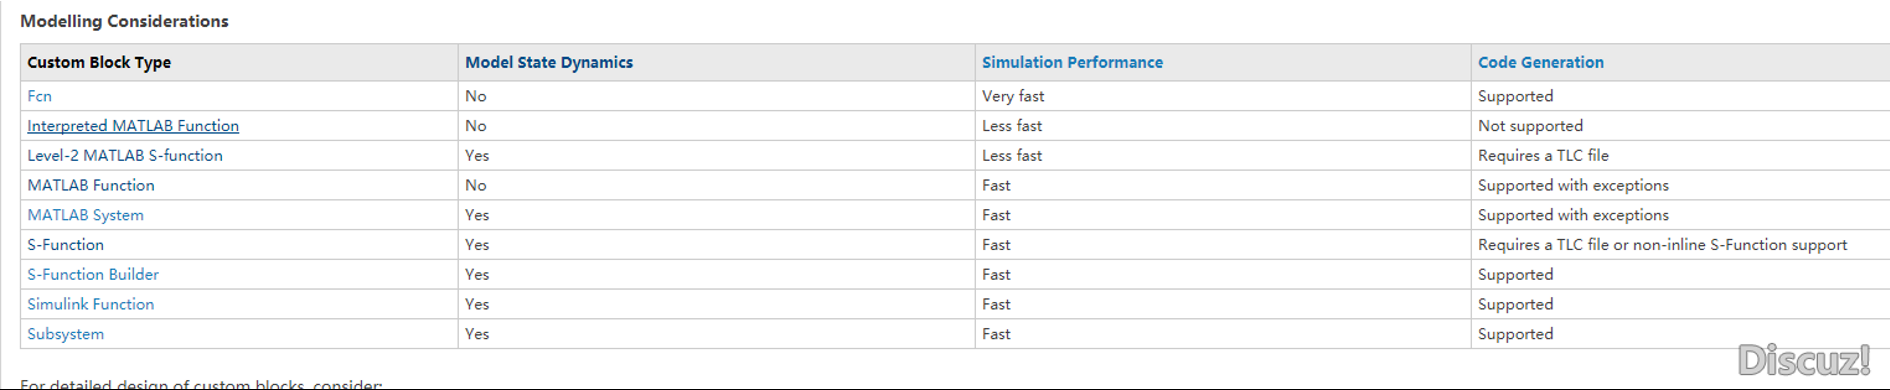 Modelling Considerations
Custom Block Type Model State Dynamics Simulation Performance Code Generation
Fcn No Very fast Supported
Interpreted MATLAB Function No Less fast Not supported
Level-2 MATLAB S-function Yes Less fast Requires a TLC file
MATLAB Function No Fast Supported with exceptions
MATLAB System Yes Fast Supported with exceptions
S-Function Yes Fast Requires a TLC file or non-inline S-Function support
S-Function Builder Yes Fast Supported
Simulink Function Yes Fast Supported
Subsystem Yes Fast Supported
Discuz!
For detailed design of custom blocks, consider: